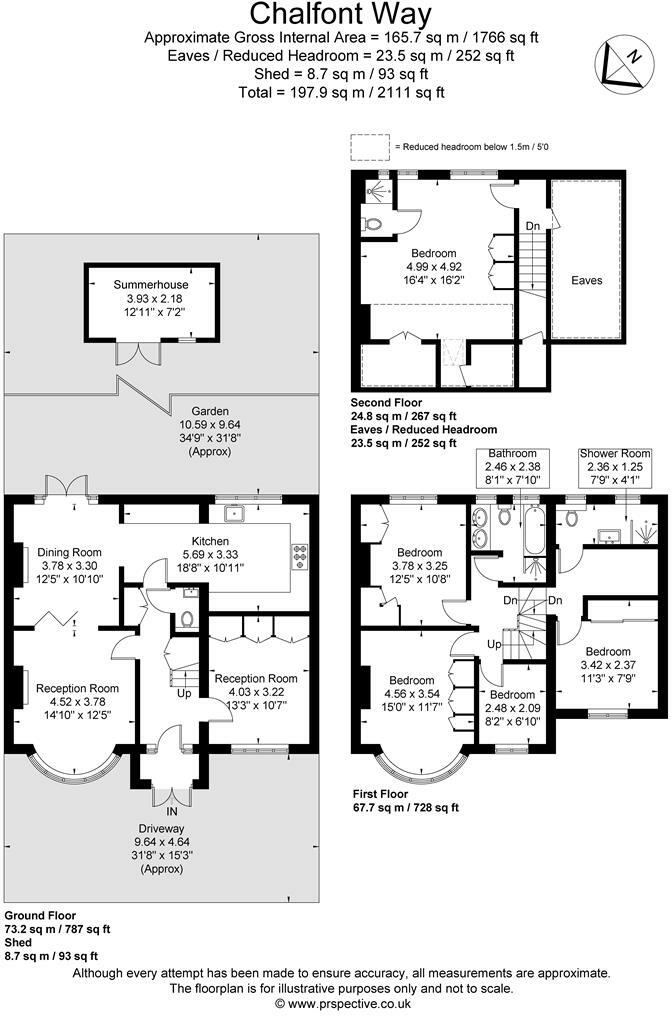 Chalfont Way
Approximate Gross Internal Area = 165.7 sq m / 1766 sq ft
Eaves / Reduced Headroom = 23.5 sq m / 252 sq ft
Shed = 8.7 sq m / 93 sq ft
Total = 197.9 sq m / 2111 sq ft
N
= Reduced headroom below 1.5m / 5'0
Dn
Bedroom
4.99 x 4.92
16'4" x 16'2"
Eaves
Second Floor
24.8 sq m / 267 sq ft
Eaves / Reduced Headroom
23.5 sq m / 252 sq ft
Summerhouse
3.93 x 2.18
12'11" x 7'2"
Garden
10.59 x 9.64
34'9" x 31'8"
(Approx)
Dining Room
3.78 x 3.30
12'5" x 10'10"
Kitchen
5.69 x 3.33
18'8" x 10'11"
Reception Room
4.52 x 3.78
14'10" x 12'5"
Up
Reception Room
4.03 x 3.22
13'3" x 10'7"
IN
Driveway
9.64 x 4.64
31'8" x 15'3"
(Approx)
Ground Floor
73.2 sq m / 787 sq ft
Shed
8.7 sq m / 93 sq ft
Bathroom
2.46 x 2.38
8'1" x 7'10"
Shower Room
2.36 x 1.25
7'9" x 4'1"
Bedroom
3.78 x 3.25
12'5" x 10'8"
Dn
Dn
Up
Bedroom
3.42 x 2.37
11'3" x 7'9"
Bedroom
4.56 x 3.54
15'0" x 11'7"
Bedroom
2.48 x 2.09
8'2" x 6'10"
First Floor
67.7 sq m / 728 sq ft
Although every attempt has been made to ensure accuracy, all measurements are approximate.
The floorplan is for illustrative purposes only and not to scale.
© www.prspective.co.uk